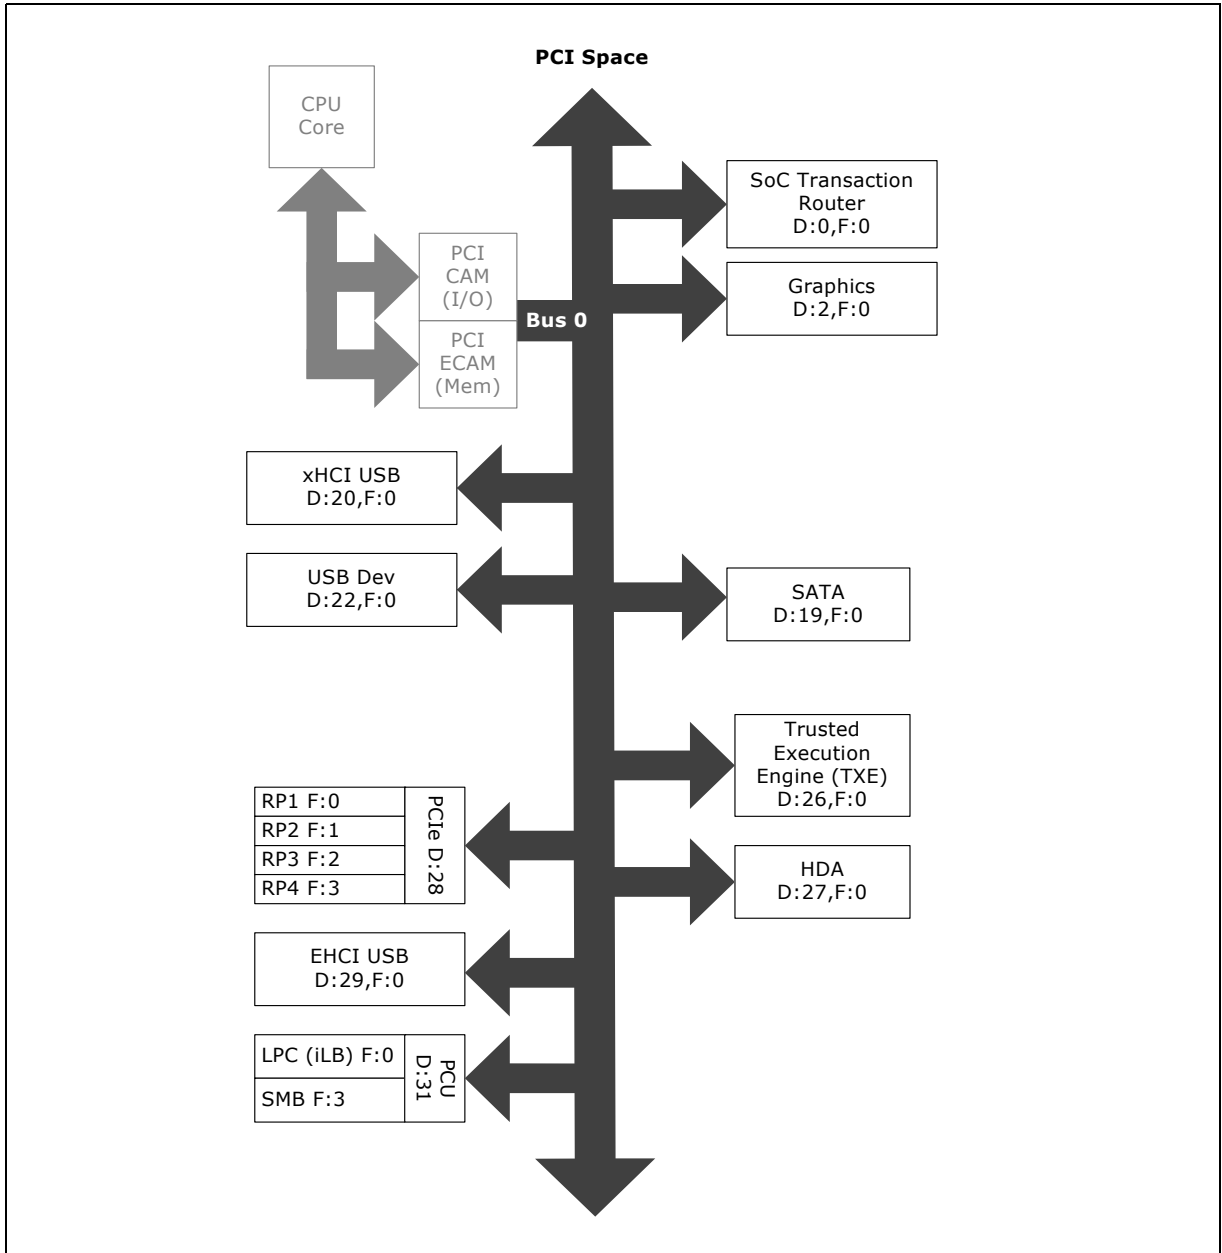 PCI Space
CPU
Core
SoC Transaction
Router
D:0,F:0
PCI
CAM
(I/O)
Graphics
D:2,F:0
Bus 0
PCI
ECAM
(Mem)
xHCI USB
D:20,F:0
USB Dev
D:22,F:0
SATA
D:19,F:0
Trusted
Execution
Engine (TXE)
D:26,F:0
RP1 F:0
RP2 F:1
RP3 F:2
RP4 F:3
PCIe D:28
HDA
D:27,F:0
EHCI USB
D:29,F:0
LPC (iLB) F:0
SMB F:3
PCU
D:31